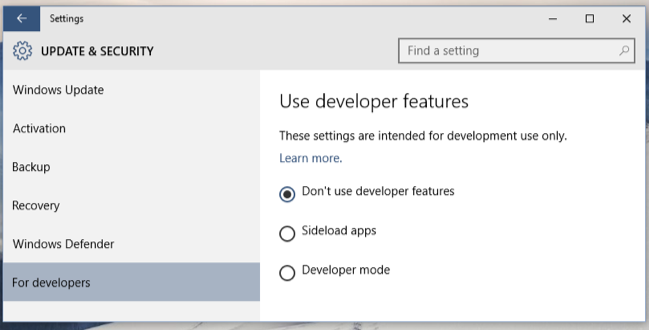 Settings
UPDATE & SECURITY
Find a setting
Windows Update
Activation
Backup
Recovery
Windows Defender
For developers
Use developer features
These settings are intended for development use only.
Learn more.
Don't use developer features
Sideload apps
Developer mode